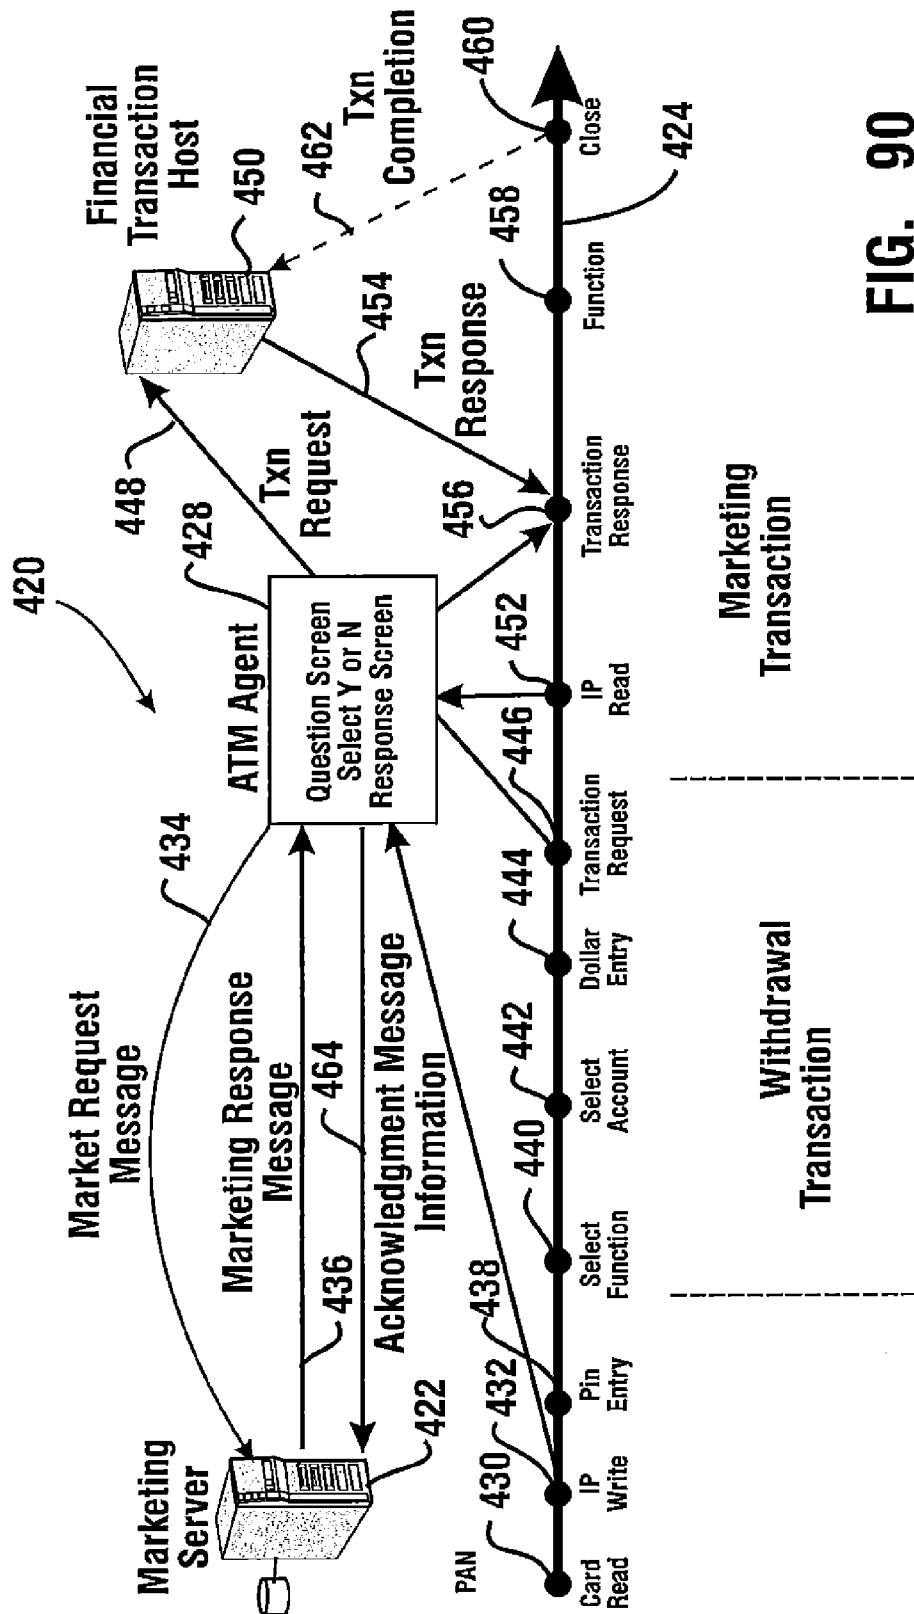 420
Financial
Transaction
Host
450
448
Txn
Request
462
Txn
Completion
460
Market Request
Message
434
ATM Agent
428
Question Screen
Select Y or N
Response Screen
Txn
Response
454
Marketing
Server
422
Marketing Response
Message
436
464
Acknowledgment Message
Information
PAN
430
432
438
440
442
444
446
452
456
458
424
Card
Read
IP
Write
Pin
Entry
Select
Function
Select
Account
Dollar
Entry
Transaction
Request
IP
Read
Transaction
Response
Function
Close
Withdrawal
Transaction
Marketing
Transaction
FIG. 90